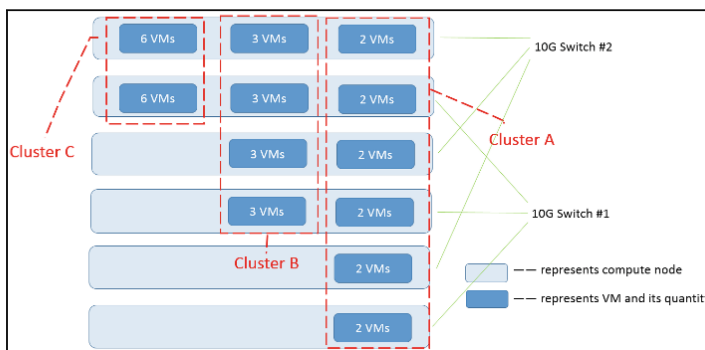 6 VMs 3 VMs 2 VMs
10G Switch #2
6 VMs 3 VMs 2 VMs
Cluster A
Cluster C
3 VMs 2 VMs
3 VMs 2 VMs
10G Switch #1
Cluster B
2 VMs
represents compute node
represents VM and its quantit
2 VMs